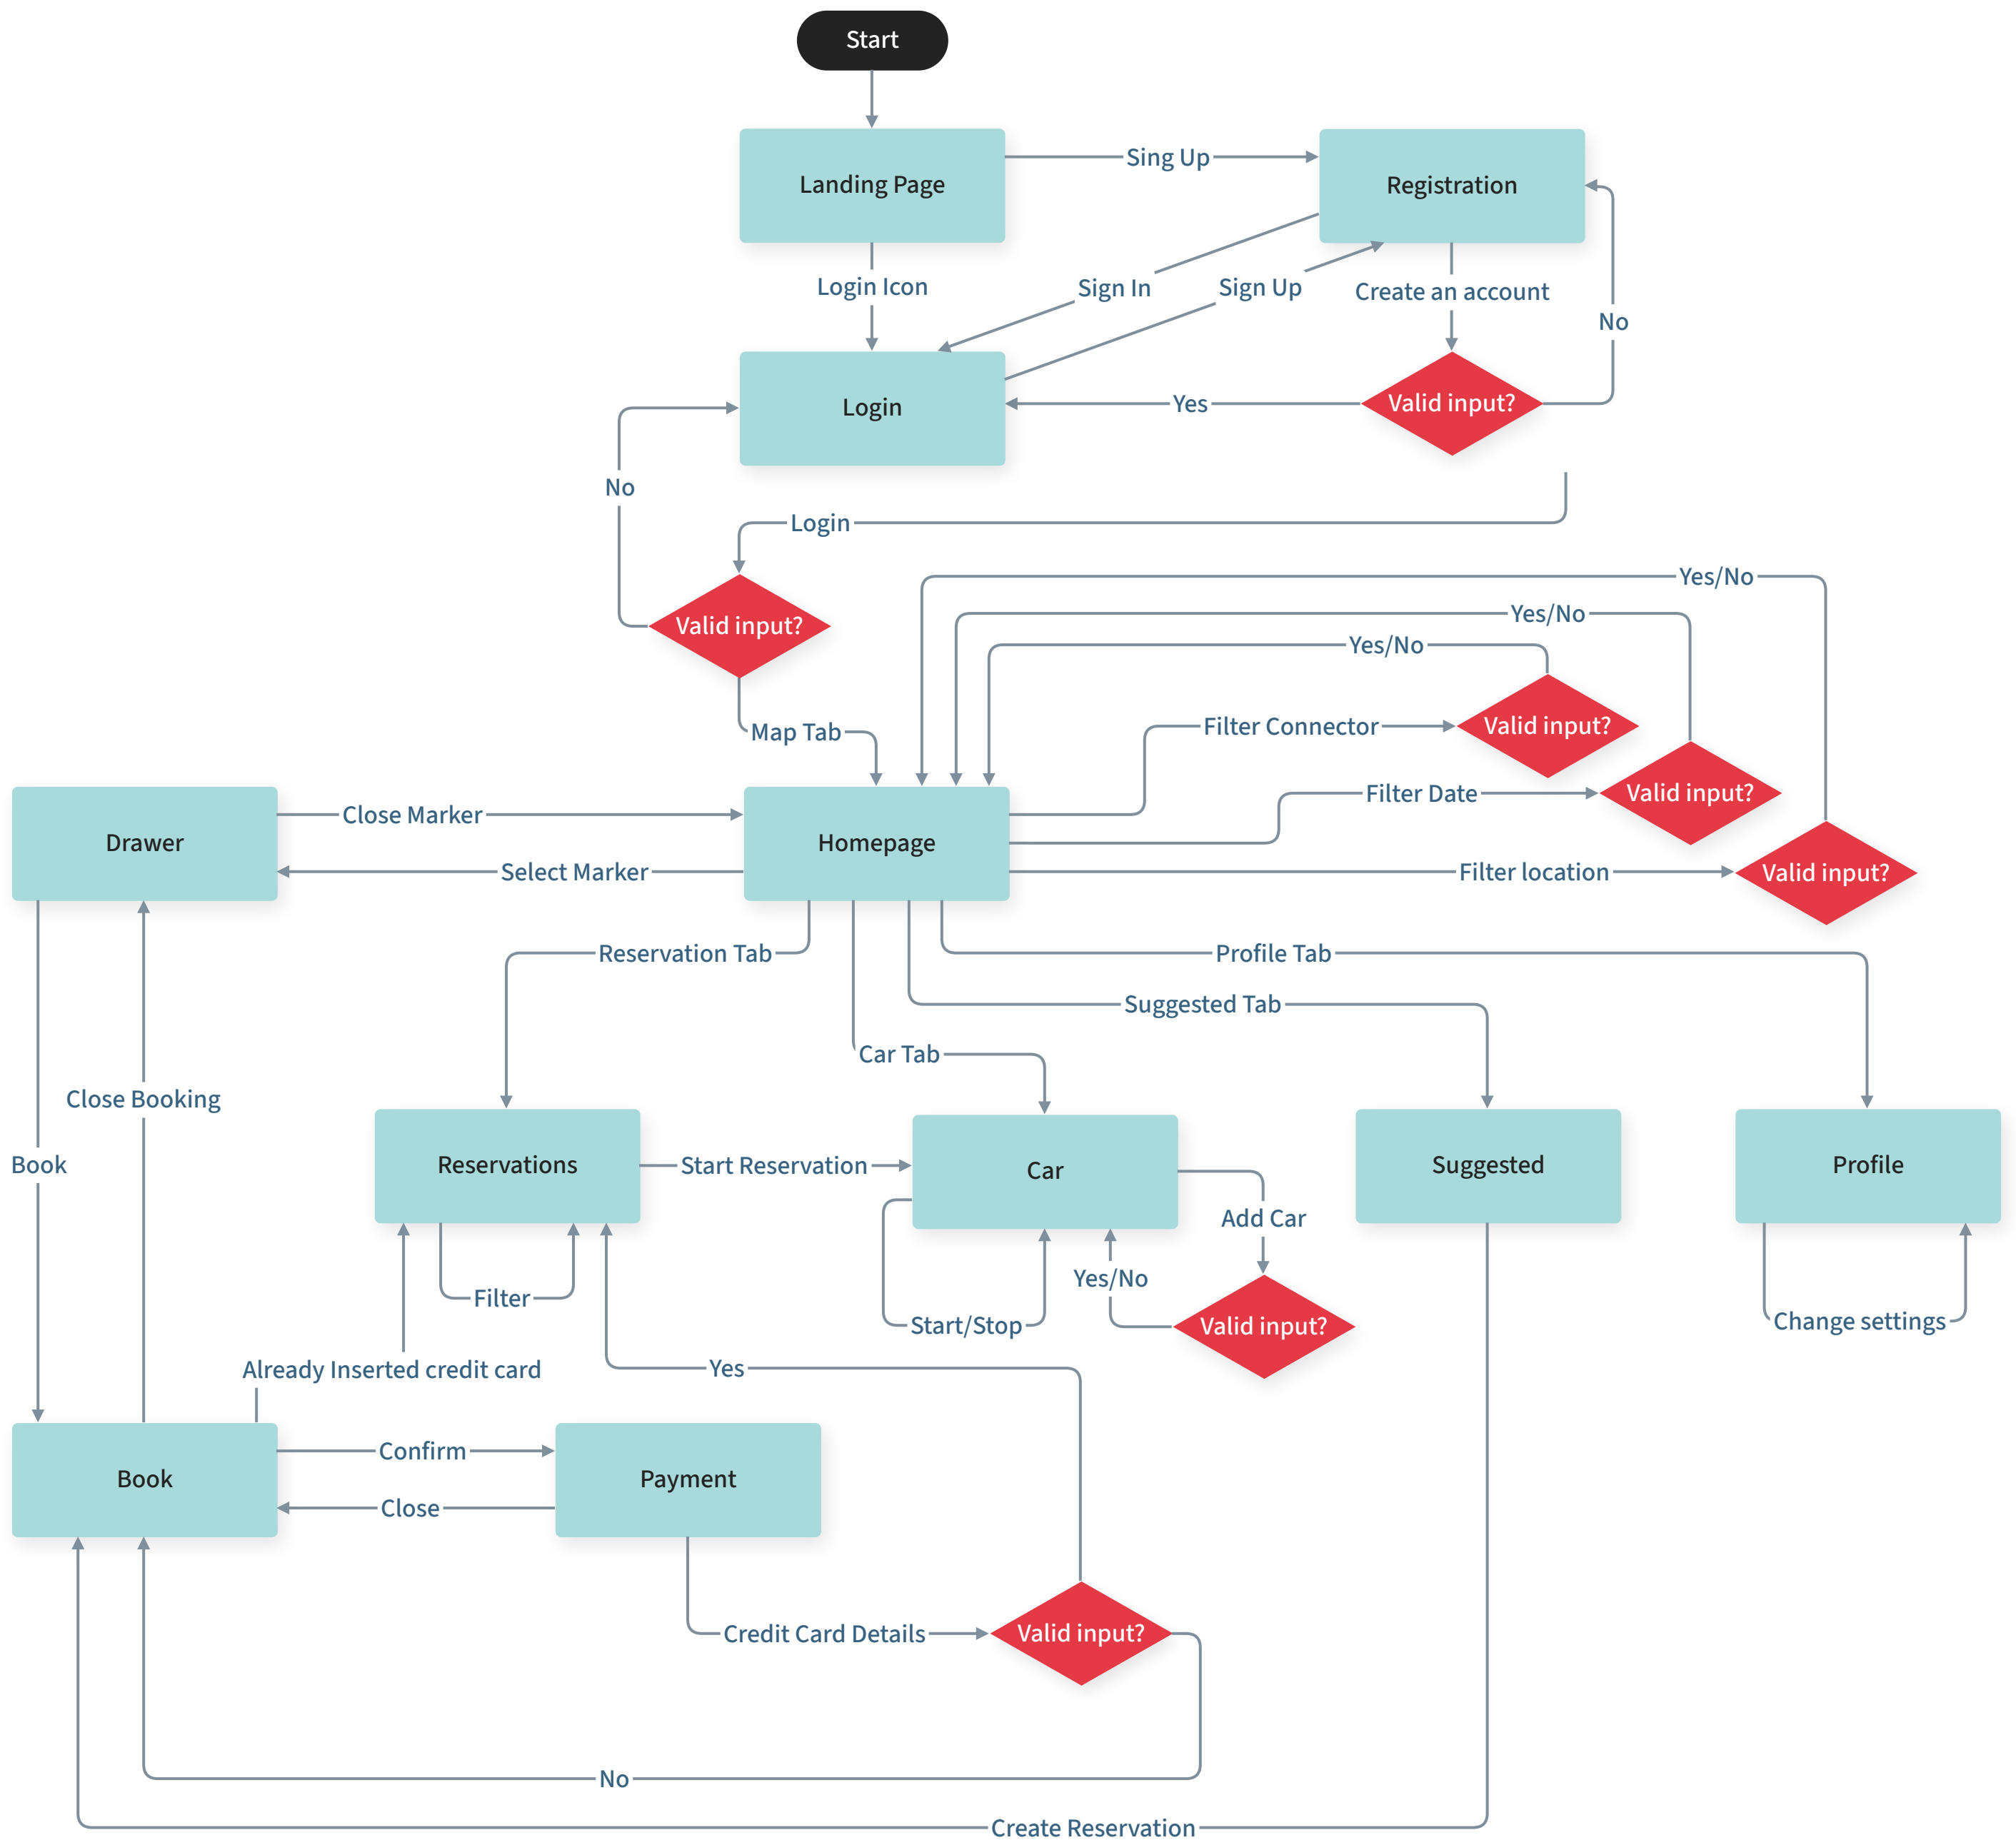 Start
Landing Page
Sing Up
Registration
Login Icon
Sign In
Sign Up
Create an account
No
Login
Yes
Valid input?
No
Login
Valid input?
Yes/No
Yes/No
Yes/No
Map Tab
Filter Connector
Valid input?
Filter Date
Valid input?
Drawer
Close Marker
Select Marker
Homepage
Filter location
Valid input?
Reservation Tab
Profile Tab
Suggested Tab
Car Tab
Close Booking
Book
Reservations
Start Reservation
Car
Suggested
Profile
Add Car
Yes/No
Filter
Start/Stop
Valid input?
Change settings
Already Inserted credit card
Yes
Book
Confirm
Close
Payment
Credit Card Details
Valid input?
No
Create Reservation